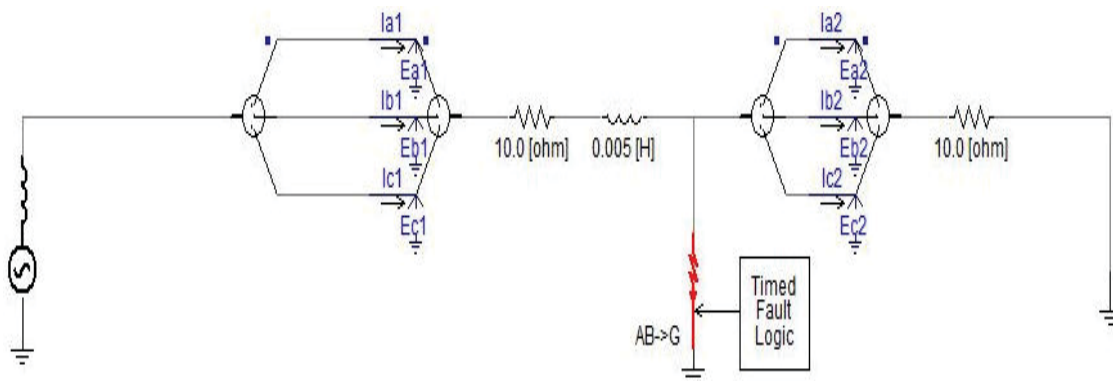 Ia1
Ea1
Ib1
Eb1
Ic1
Ec1
10.0 [ohm]
0.005 [H]
Ia2
Ea2
Ib2
Eb2
Ic2
Ec2
10.0 [ohm]
AB->G
Timed
Fault
Logic